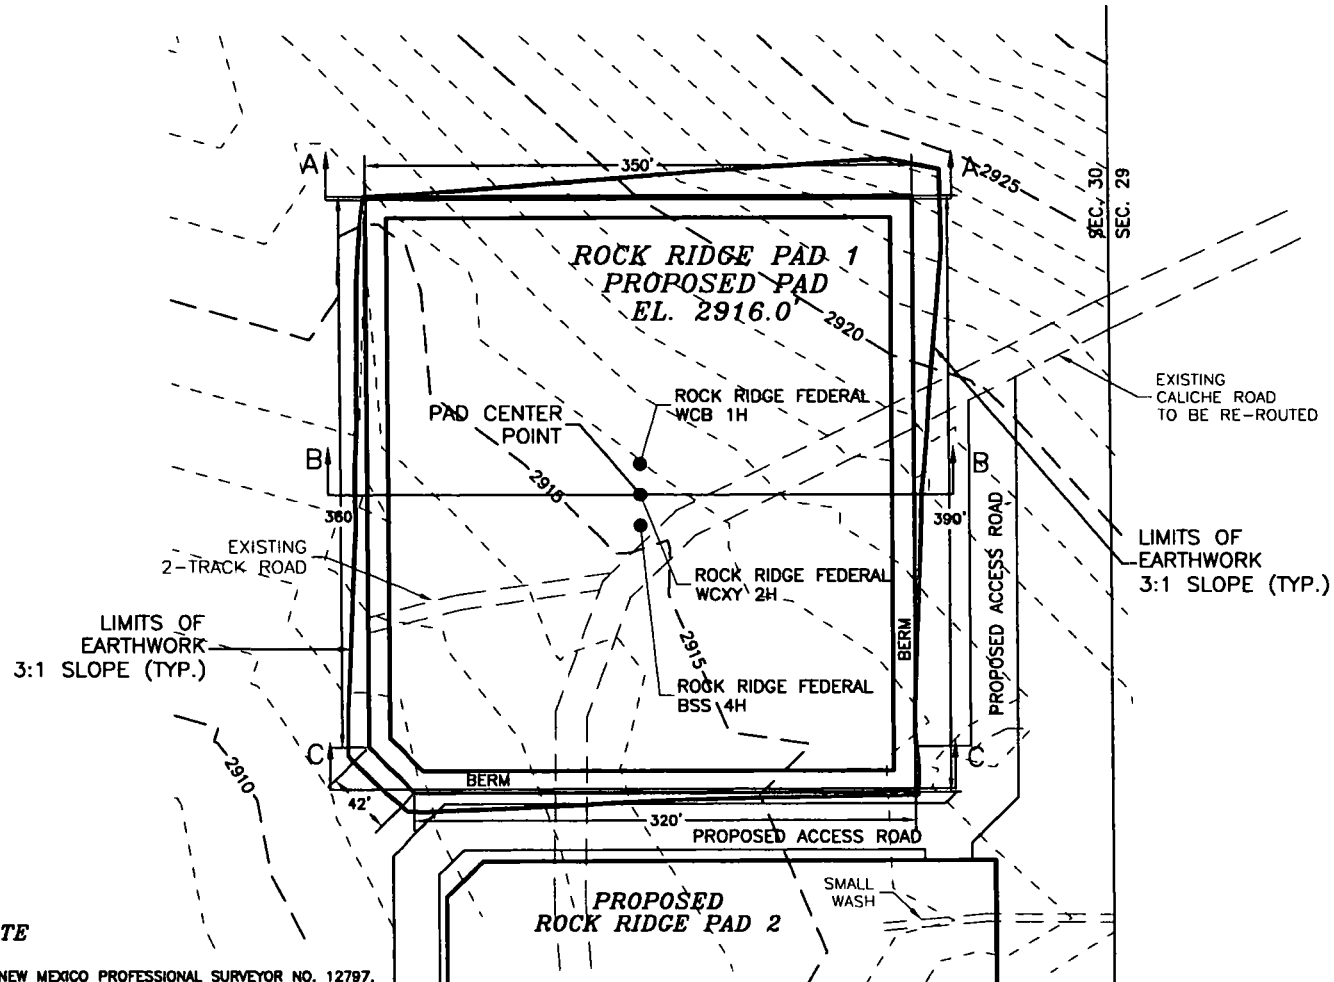 A
350'
A
2925
SEC. 30
SEC. 29
ROCK RIDGE PAD 1
PROPOSED PAD
EL. 2916.0'
2920
EXISTING
CALICHE ROAD
TO BE RE-ROUTED
ROCK RIDGE FEDERAL
WCB 1H
PAD CENTER
POINT
B
B
2915
360
390'
PROPOSED ACCESS ROAD
LIMITS OF
EARTHWORK
3:1 SLOPE (TYP.)
EXISTING
2-TRACK ROAD
ROCK RIDGE FEDERAL
WCXY 2H
LIMITS OF
EARTHWORK
3:1 SLOPE (TYP.)
BERM
2915
ROCK RIDGE FEDERAL
BSS 4H
C
C
2910
BERM
42'
320'
PROPOSED ACCESS ROAD
PROPOSED
ROCK RIDGE PAD 2
SMALL
WASH
TE
NEW MEXICO PROFESSIONAL SURVEYOR NO. 12797.